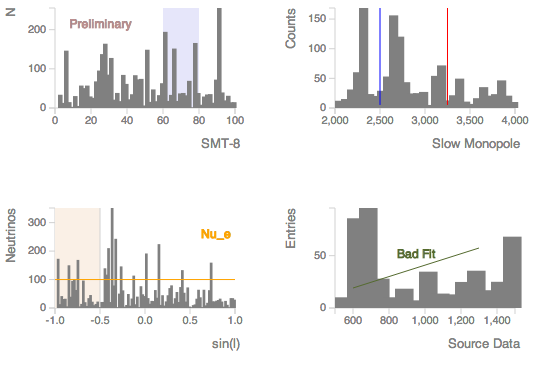 N
Preliminary
200
100
0
0 20 40 60 80 100
SMT-8
Counts
150
100
50
0
2,000 2,500 3,000 3,500 4,000
Slow Monopole
Neutrinos
300
200
100
0
Nu_e
-1.0 -0.5 0.0 0.5 1.0
sin(l)
Entries
50
0
Bad Fit
600 800 1,000 1,200 1,400
Source Data